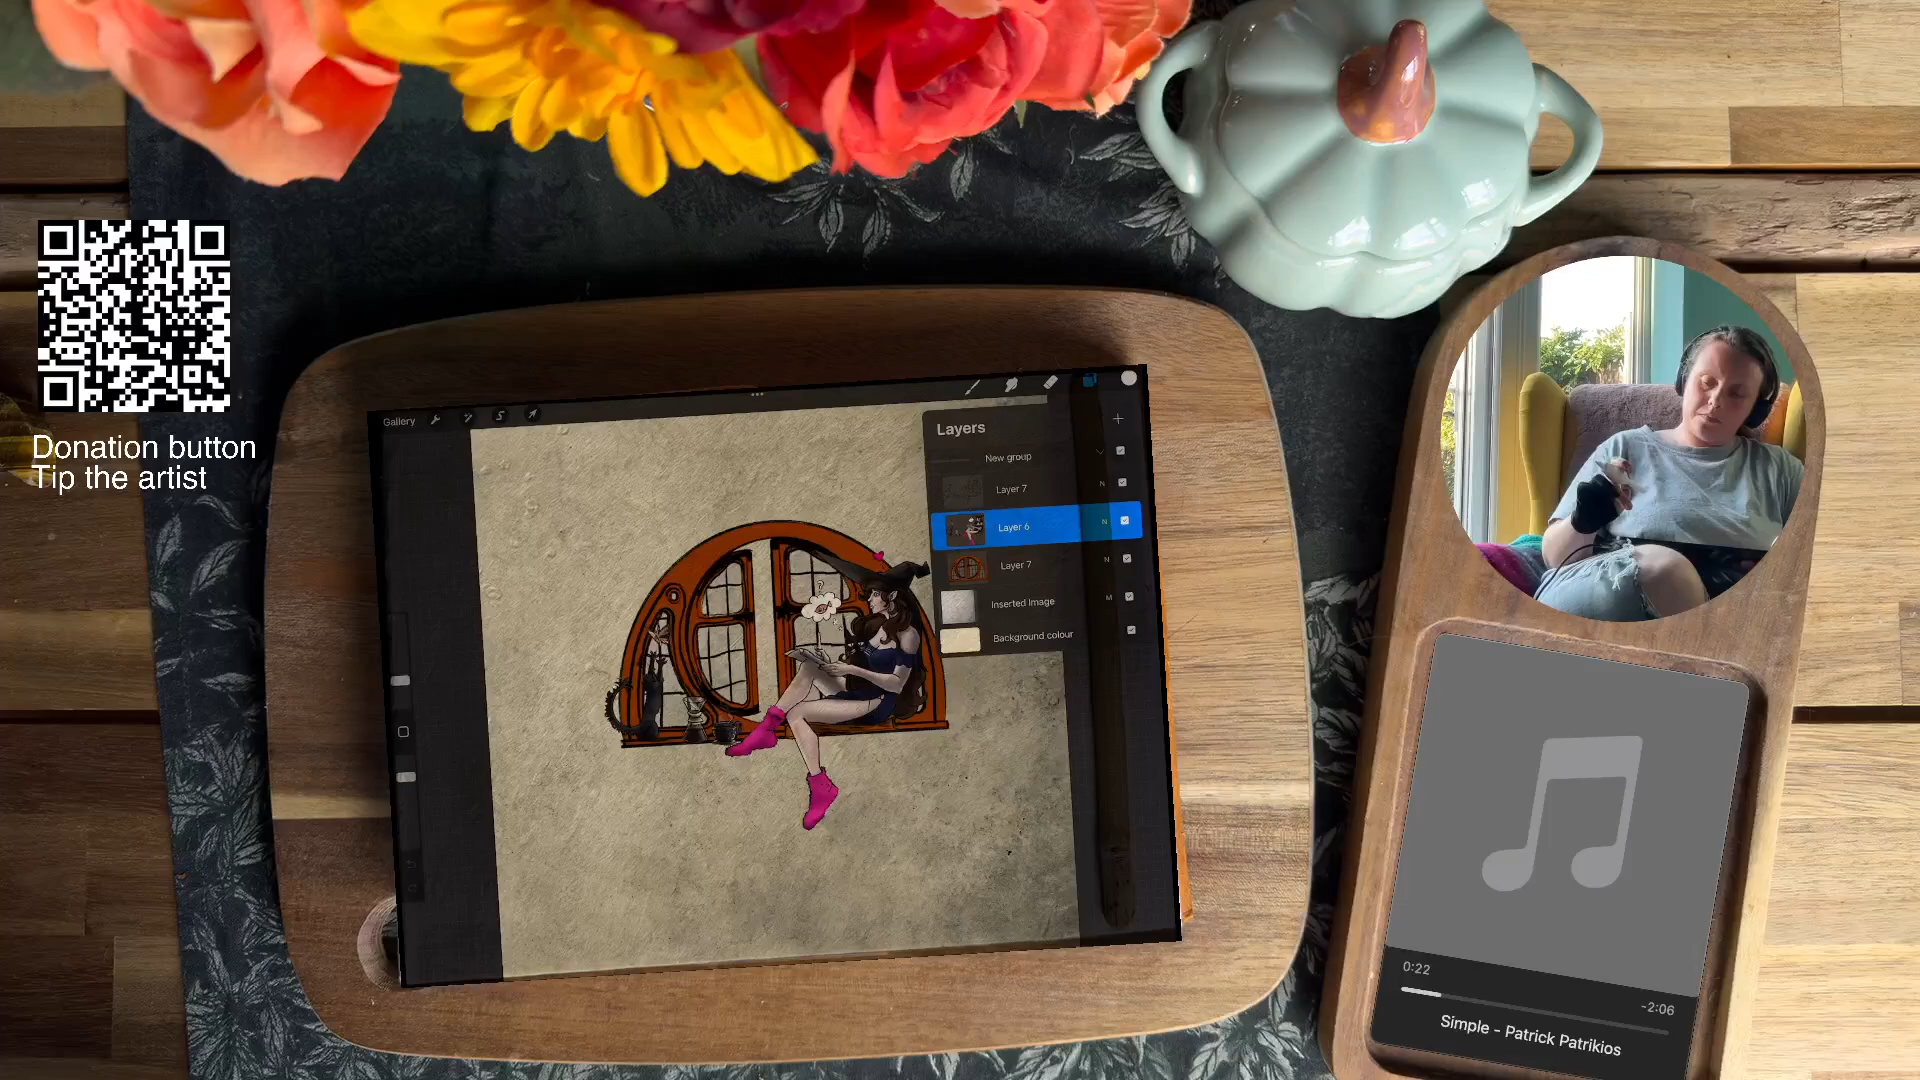 Donation button
Tip the artist
Gallery
Layers
New group
Layer 7
N
Layer 6
N
Layer 7
N
Inserted Image
M
Background colour
?
0:22
-2:06
Simple - Patrick Patrikios